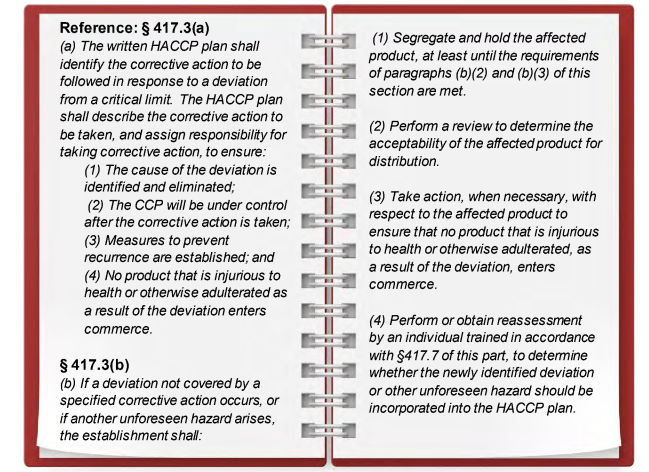 Reference: § 417.3(a)
(a) The written HACCP plan shall
identify the corrective action to be
followed in response to a deviation
from a critical limit. The HACCP plan
shall describe the corrective action to
be taken, and assign responsibility for
taking corrective action, to ensure:
(1) The cause of the deviation is
identified and eliminated;
(2) The CCP will be under control
after the corrective action is taken;
(3) Measures to prevent
recurrence are established; and
(4) No product that is injurious to
health or otherwise adulterated as
a result of the deviation enters
commerce.
§ 417.3(b)
(b) If a deviation not covered by a
specified corrective action occurs, or
if another unforeseen hazard arises,
the establishment shall:
(1) Segregate and hold the affected
product, at least until the requirements
of paragraphs (b)(2) and (b)(3) of this
section are met.
(2) Perform a review to determine the
acceptability of the affected product for
distribution.
(3) Take action, when necessary, with
respect to the affected product to
ensure that no product that is injurious
to health or otherwise adulterated, as
a result of the deviation, enters
commerce.
(4) Perform or obtain reassessment
by an individual trained in accordance
with §417.7 of this part, to determine
whether the newly identified deviation
or other unforeseen hazard should be
incorporated into the HACCP plan.